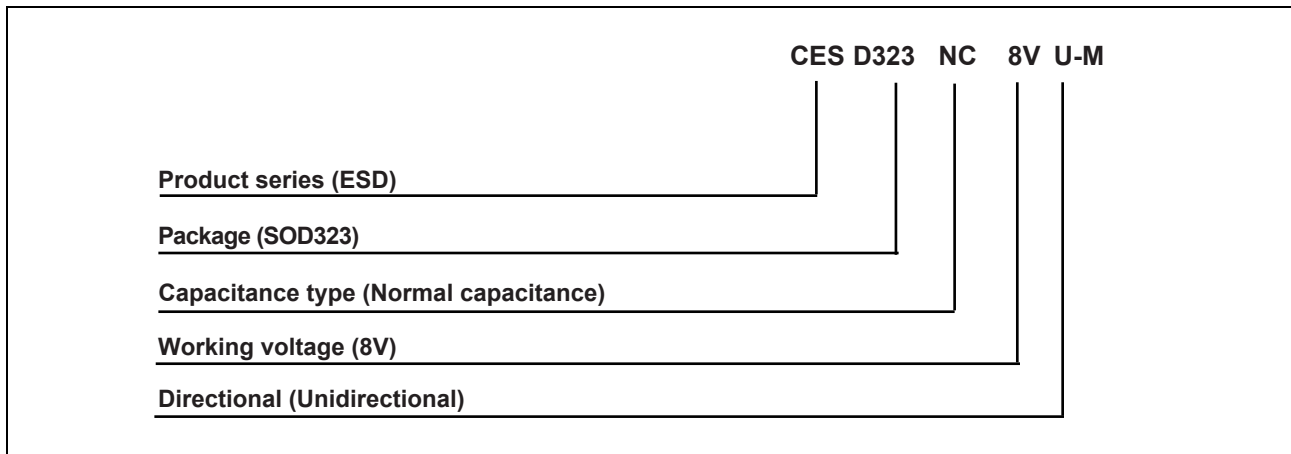 CES D323 NC 8V U-M
Product series (ESD)
Package (SOD323)
Capacitance type (Normal capacitance)
Working voltage (8V)
Directional (Unidirectional)